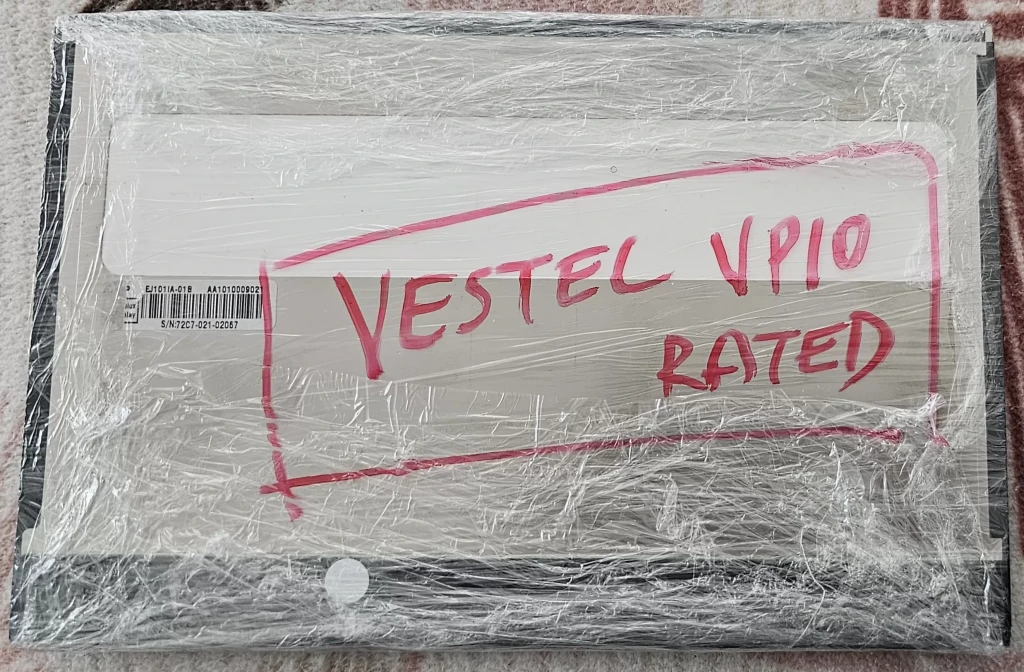 VESTEL VP10
RATED
EJ101IA-01B AA1010009021
S/N:72C7-021-02057